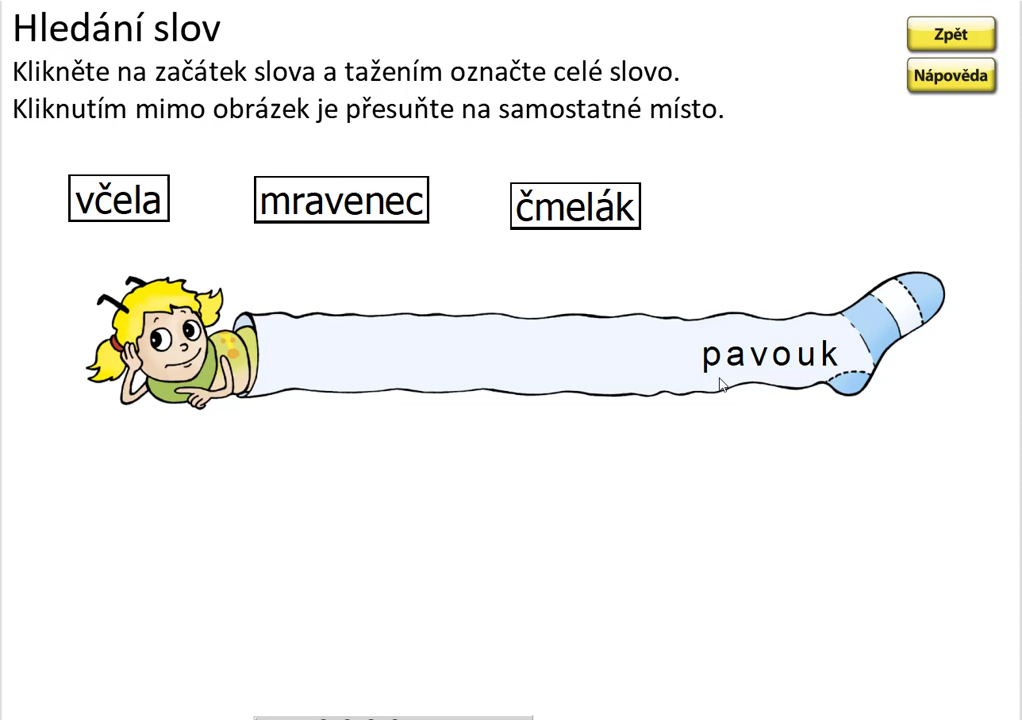 Hledání slov
Zpět
Klikněte na začátek slova a tažením označte celé slovo.
Nápověda
Kliknutím mimo obrázek je přesuňte na samostatné místo.
včela mravenec čmelák
pavouk